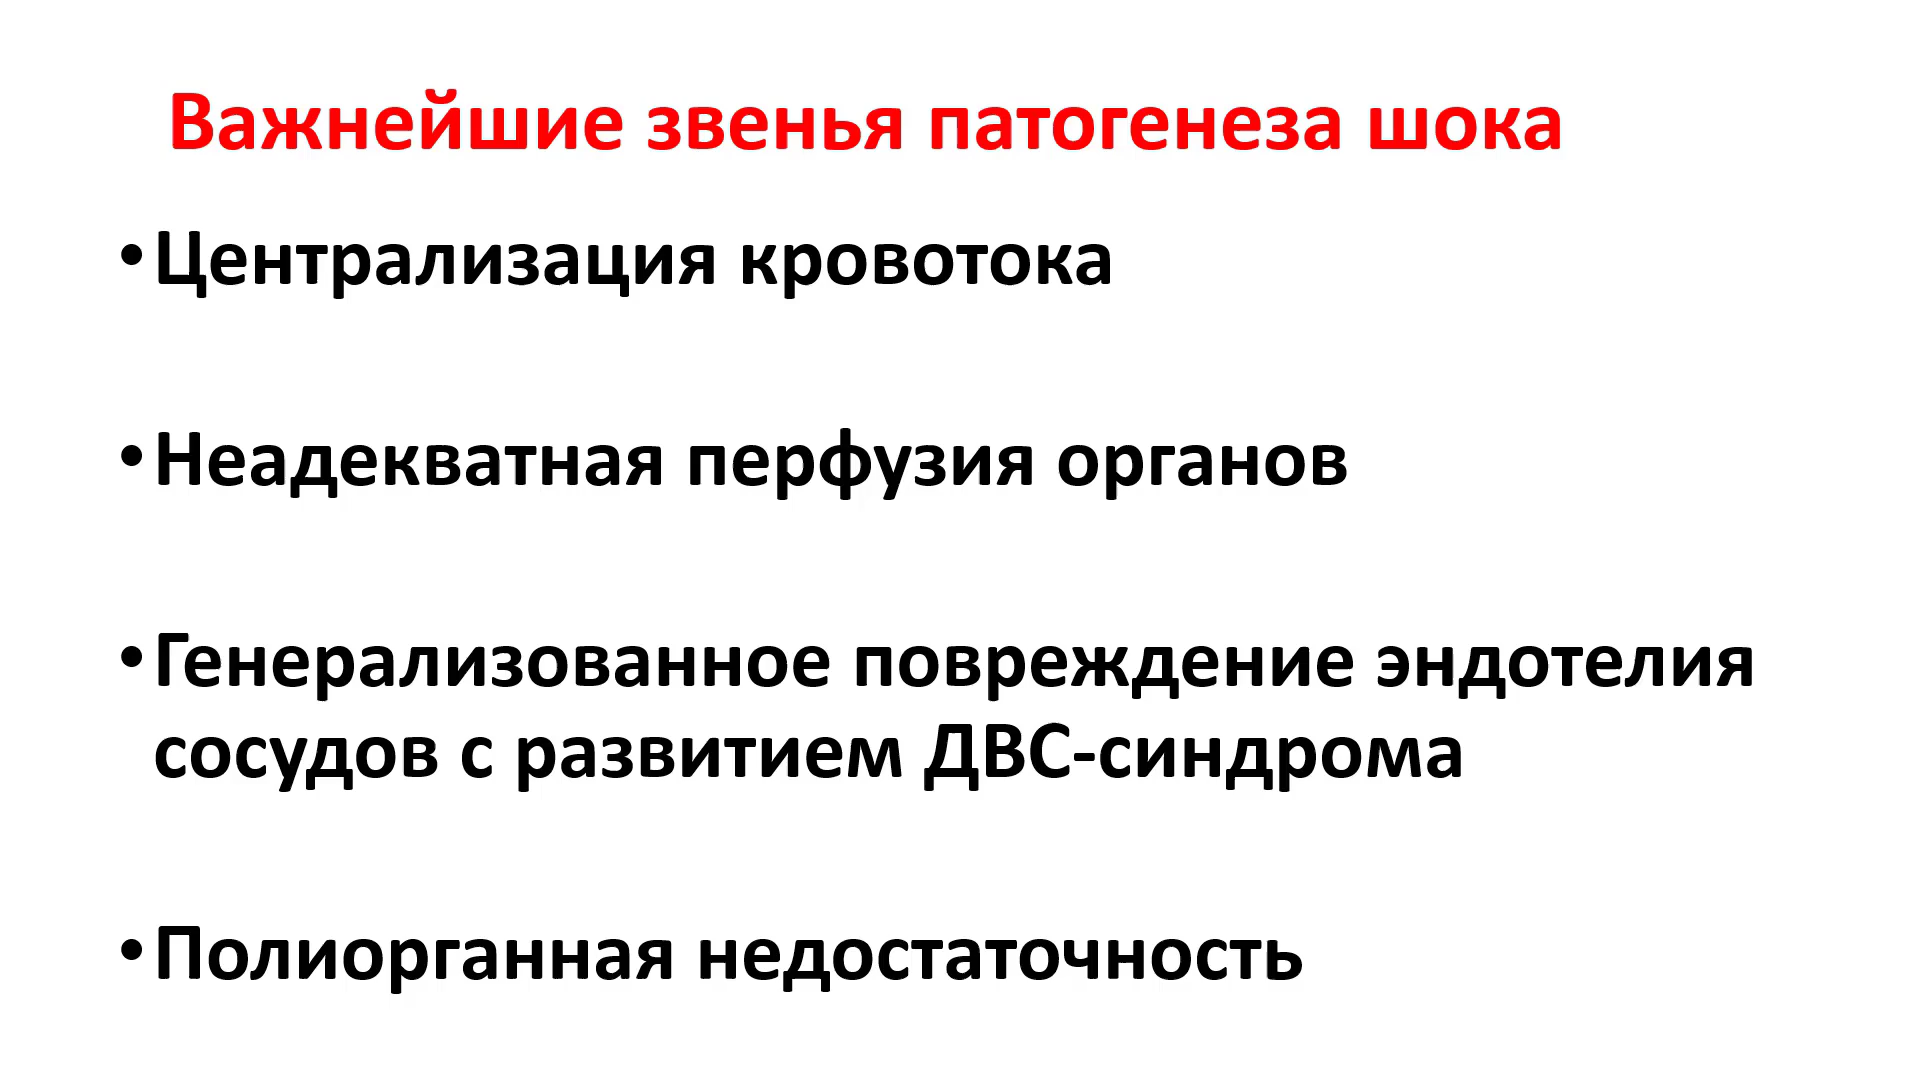 Важнейшие звенья патогенеза шока
•Централизация кровотока
•Неадекватная перфузия органов
•Генерализованное повреждение эндотелия
сосудов с развитием ДВС-синдрома
•Полиорганная недостаточность